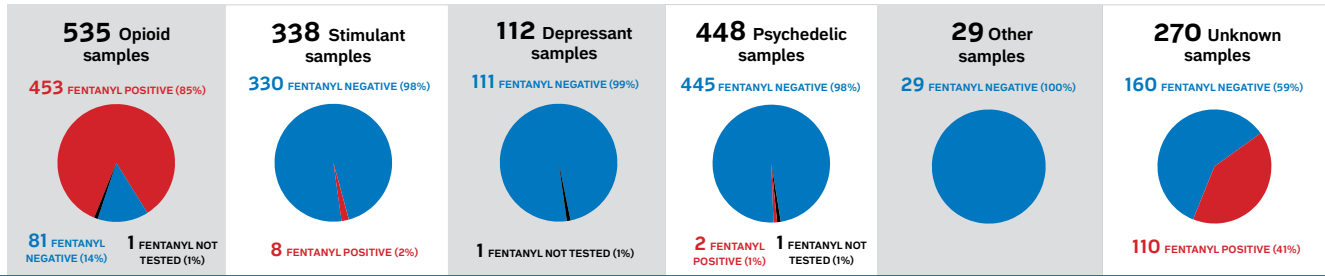 535 Opioid
samples
453 FENTANYL POSITIVE (85%)
81 FENTANYL
NEGATIVE (14%)
1 FENTANYL NOT
TESTED (1%)
338 Stimulant
samples
330 FENTANYL NEGATIVE (98%)
8 FENTANYL POSITIVE (2%)
112 Depressant
samples
111 FENTANYL NEGATIVE (99%)
1 FENTANYL NOT TESTED (1%)
448 Psychedelic
samples
445 FENTANYL NEGATIVE (98%)
2 FENTANYL
POSITIVE (1%)
1 FENTANYL NOT
TESTED (1%)
29 Other
samples
29 FENTANYL NEGATIVE (100%)
270 Unknown
samples
160 FENTANYL NEGATIVE (59%)
110 FENTANYL POSITIVE (41%)